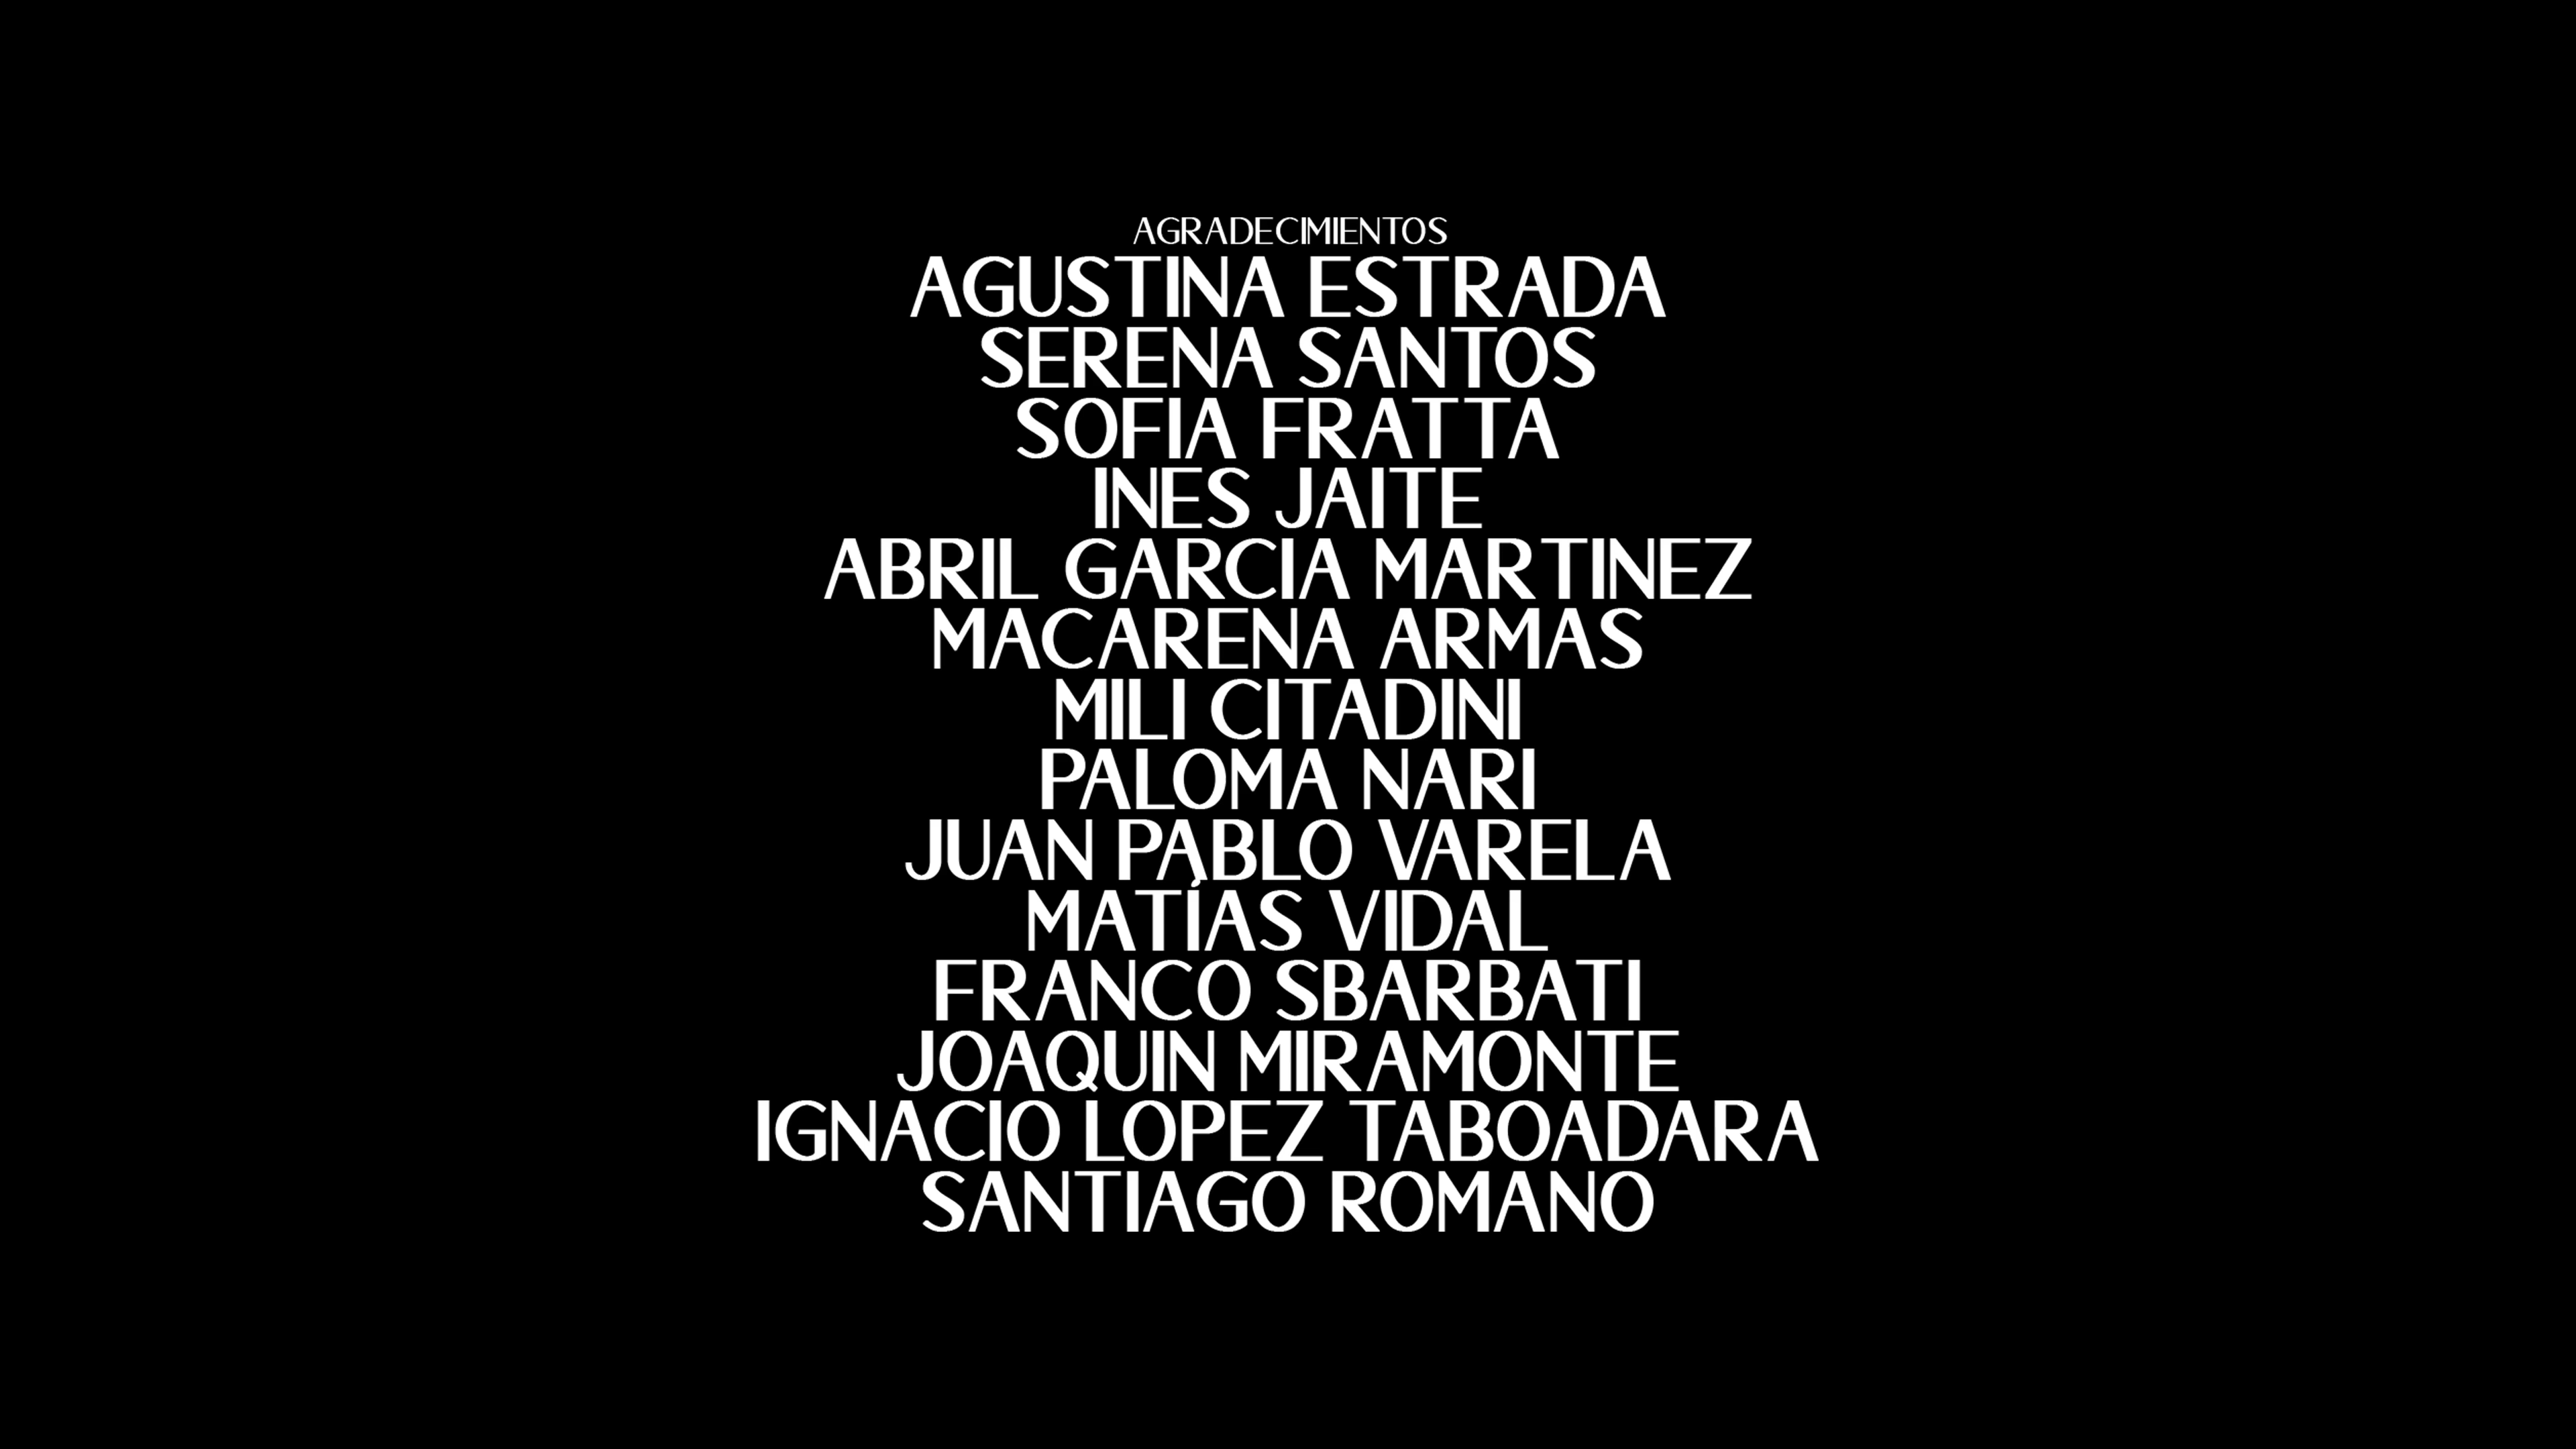 AGRADECIMIENTOS
AGUSTINA ESTRADA
SERENA SANTOS
SOFIA FRATTA
INES JAITE
ABRIL GARCIA MARTINEZ
MACARENA ARMAS
MILI CITADINI
PALOMA NARI
JUAN PABLO VARELA
MATÍAS VIDAL
FRANCO SBARBATI
JOAQUIN MIRAMONTE
IGNACIO LOPEZ TABOADARA
SANTIAGO ROMANO